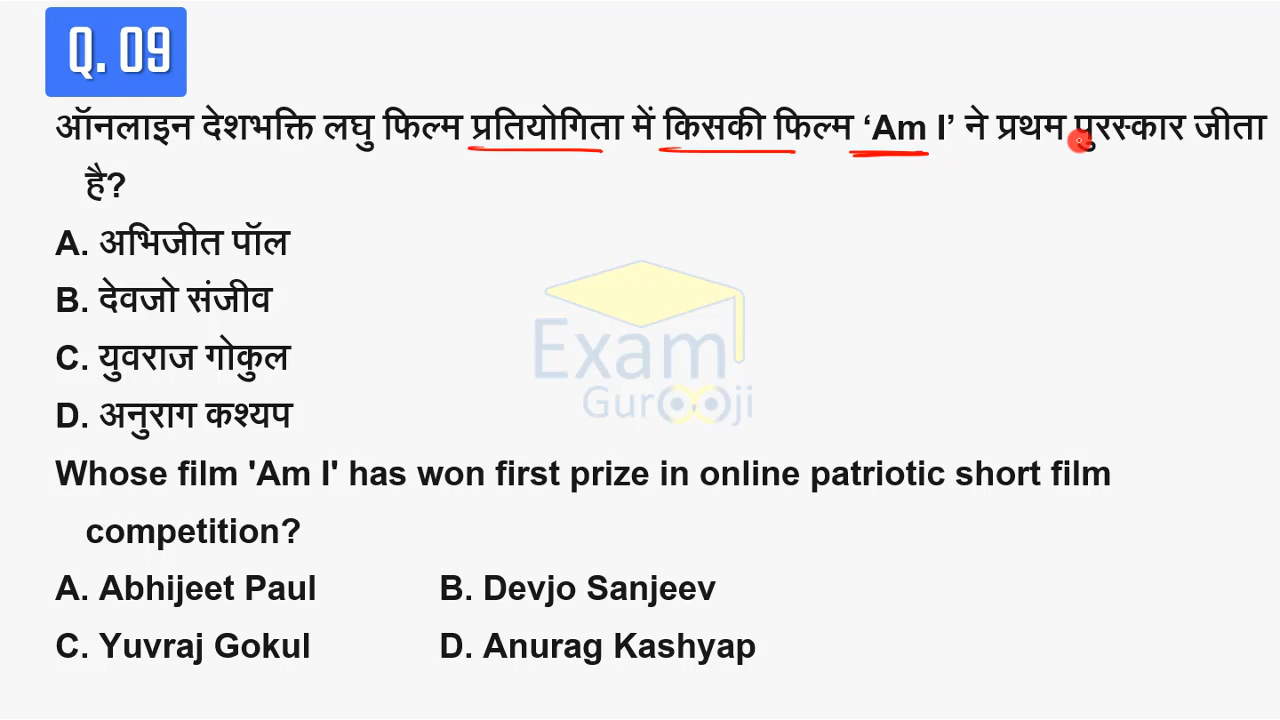 Q. 09
ऑनलाइन देशभक्ति लघु फिल्म प्रतियोगिता में किसकी फिल्म ‘Am I’ ने प्रथम पुरस्कार जीता
है?
A. अभिजीत पॉल
B. देवजो संजीव
C. युवराज गोकुल
D. अनुराग कश्यप
Exam
Gurooji
Whose film 'Am I' has won first prize in online patriotic short film
competition?
A. Abhijeet Paul B. Devjo Sanjeev
C. Yuvraj Gokul D. Anurag Kashyap